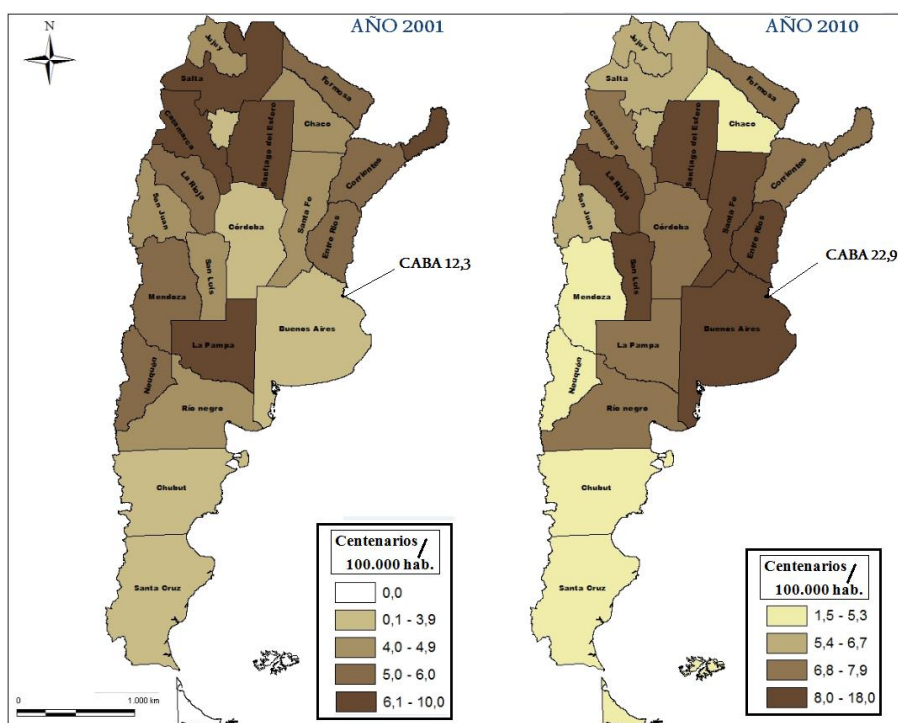 N
AÑO 2001
Jujuy
Salta
Formosa
Catamarca
Santiago del Estero
Chaco
Corrientes
La Rioja
San Juan
Santa Fe
Córdoba
Entre Ríos
San Luis
CABA 12,3
Mendoza
Buenos Aires
La Pampa
Neuquén
Río negro
Chubut
Santa Cruz
Centenarios /
100.000 hab.
0,0
0,1 - 3,9
4,0 - 4,9
5,0 - 6,0
6,1 - 10,0
0
1.000 km
AÑO 2010
Jujuy
Salta
Formosa
Catamarca
Santiago del Estero
Chaco
Corrientes
La Rioja
San Juan
Santa Fe
Córdoba
Entre Ríos
San Luis
CABA 22,9
Mendoza
Buenos Aires
La Pampa
Neuquén
Río negro
Chubut
Santa Cruz
Centenarios /
100.000 hab.
1,5 - 5,3
5,4 - 6,7
6,8 - 7,9
8,0 - 18,0